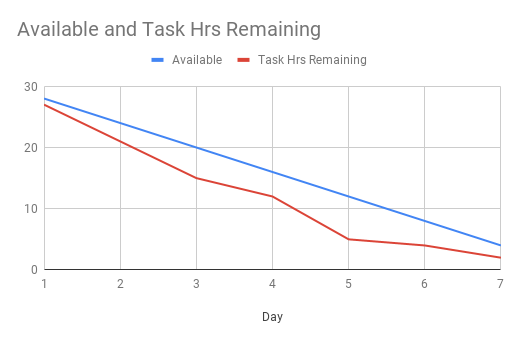 Available and Task Hrs Remaining
Available Task Hrs Remaining
30
20
10
0
1 2 3 4 5 6 7
Day